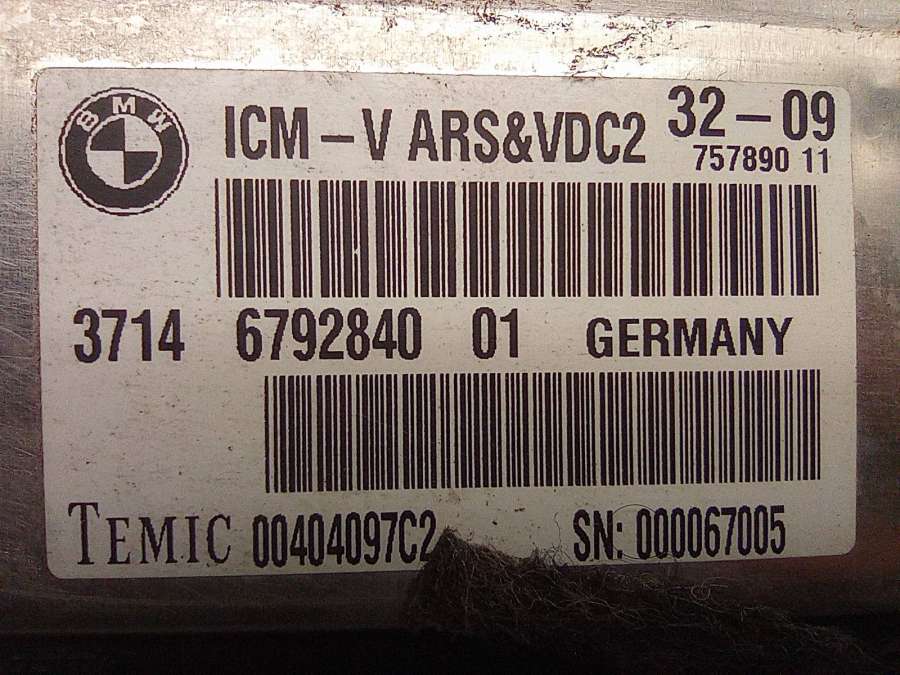 BMW
ICM – V ARS&VDC2 32 – 09
757890 11
3714 6792840 01 GERMANY
TEMIC 00404097C2 SN: 000067005